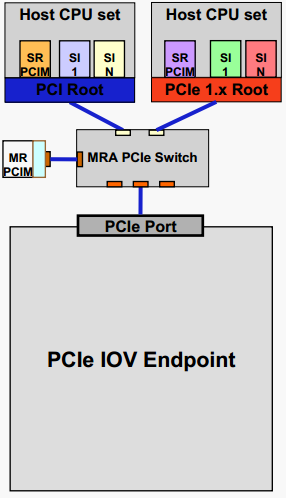 Host CPU set
Host CPU set
SR
PCIM
SI
1
SI
N
SR
PCIM
SI
1
SI
N
PCI Root
PCIe 1.x Root
MR
PCIM
MRA PCIe Switch
PCIe Port
PCIe IOV Endpoint